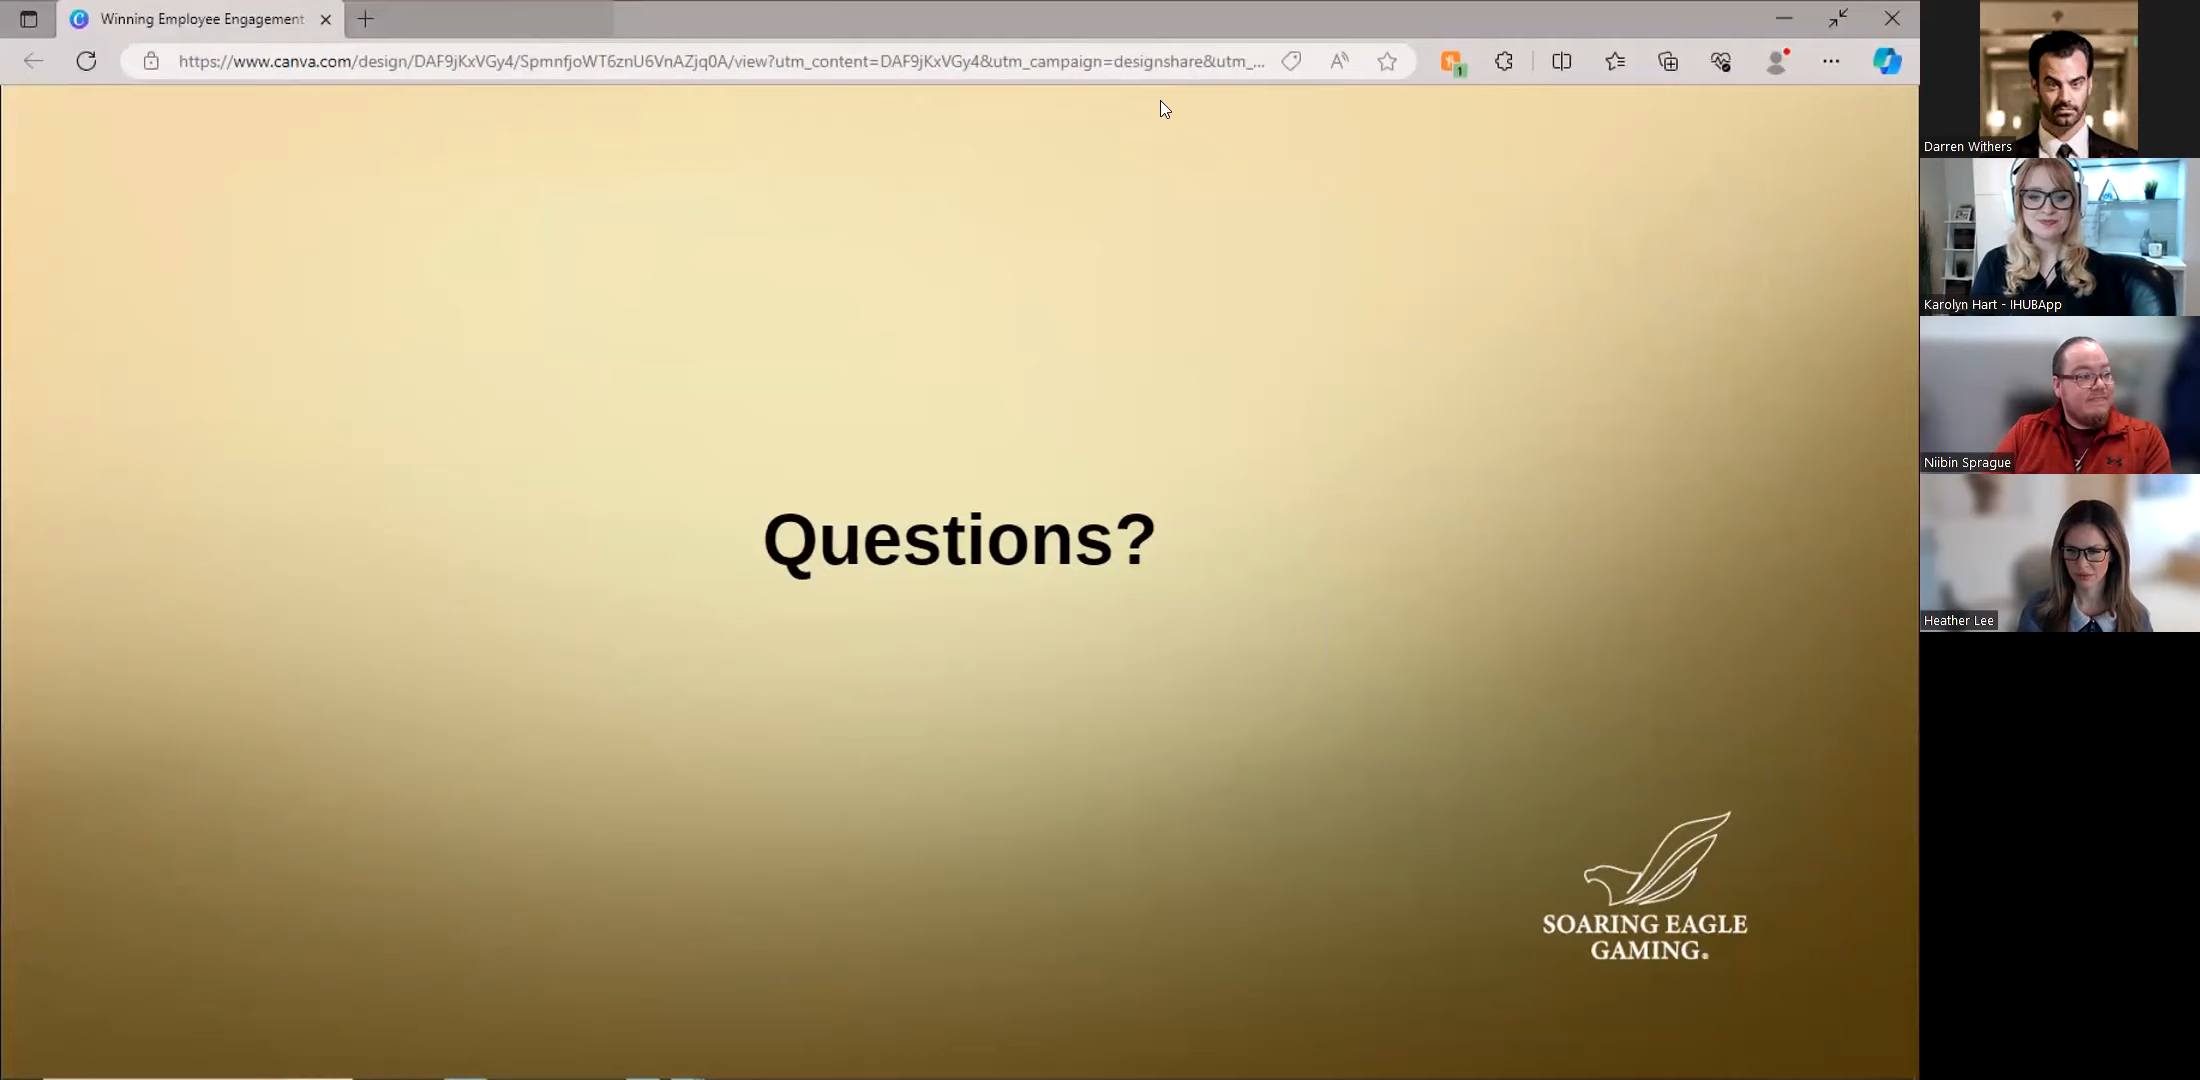 Winning Employee Engagement
https://www.canva.com/design/DAF9jKxVGy4/SpmnfjoWT6znU6VnAZjq0A/view?utm_content=DAF9jKxVGy4&utm_campaign=designshare&utm_...
1
Darren Withers
Karolyn Hart - IHUBApp
Niibin Sprague
Heather Lee
Questions?
SOARING EAGLE
GAMING®